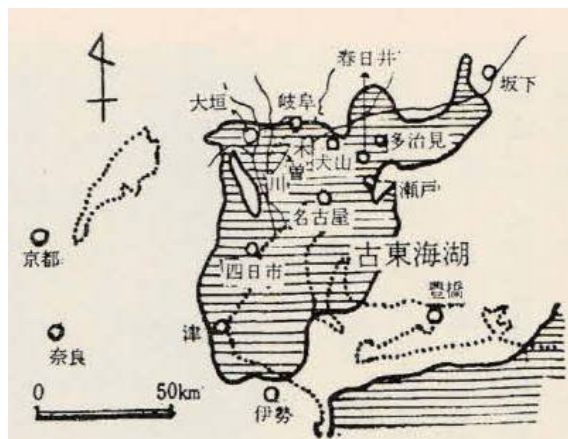 春日井
坂下
大垣
岐阜
木曽川
犬山
多治見
瀬戸
名古屋
古東海湖
京都
四日市
豊橋
津
奈良
0 50km
伊勢